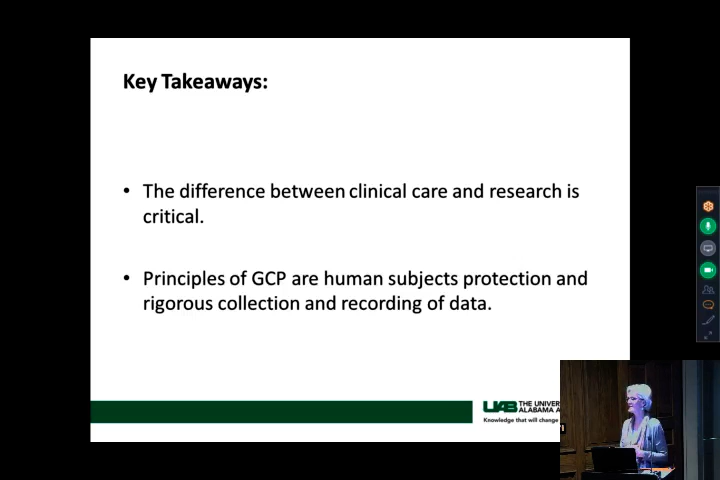 Key Takeaways:
• The difference between clinical care and research is
critical.
• Principles of GCP are human subjects protection and
rigorous collection and recording of data.
UAB THE UNIVER
ALABAMA A
Knowledge that will change